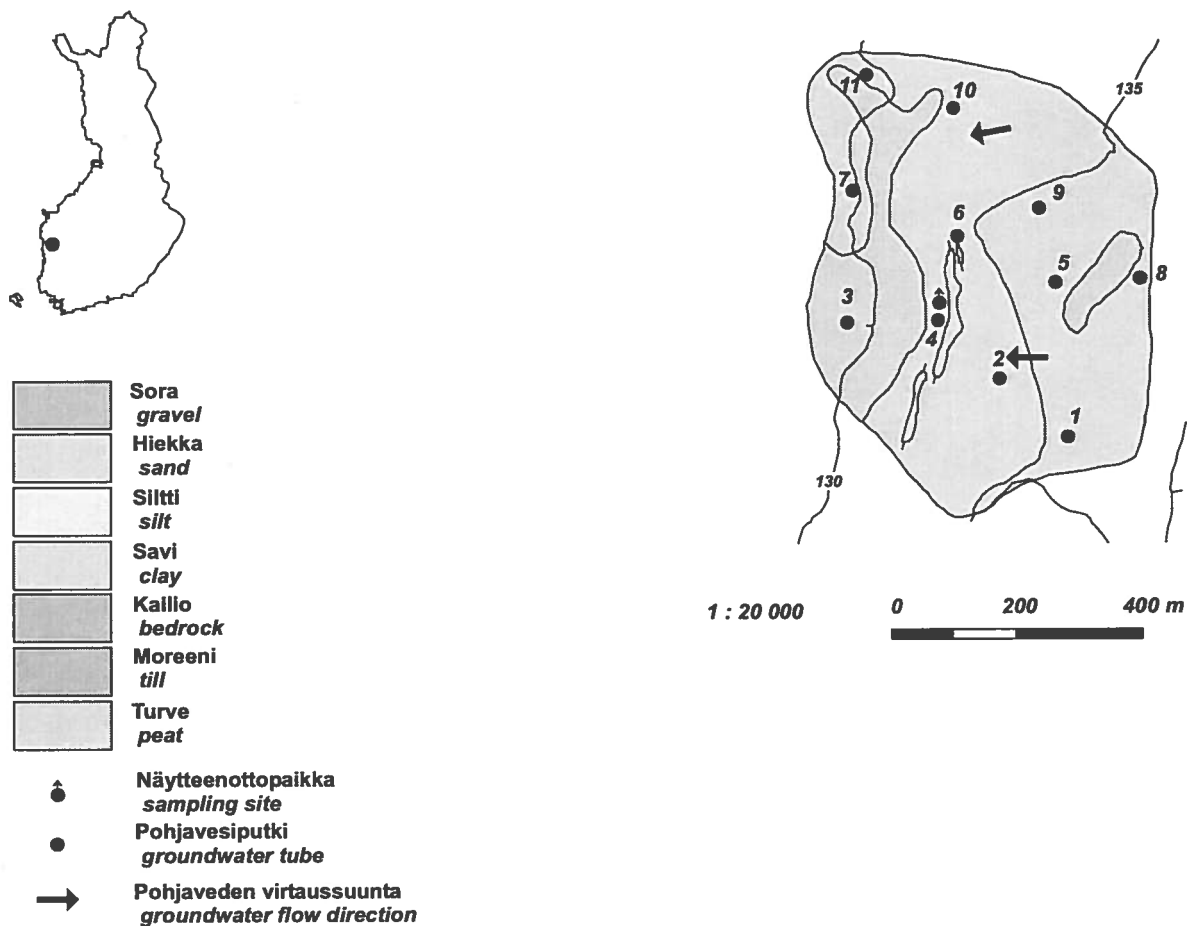 Sora
gravel
Hiekka
sand
Siltti
silt
Savi
clay
Kallio
bedrock
Moreeni
till
Turve
peat
Näytteenottopaikka
sampling site
Pohjavesiputki
groundwater tube
Pohjaveden virtaussuunta
groundwater flow direction
11
10
135
7
9
6
5
8
3
4
2
1
130
1 : 20 000
0 200 400 m